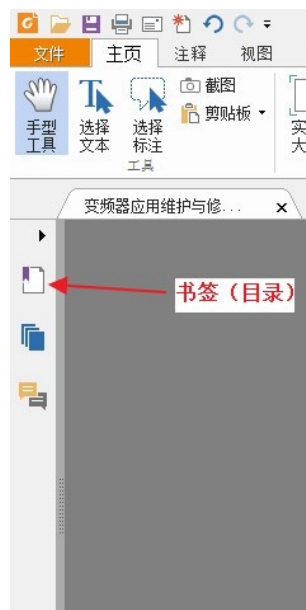 文件 主页 注释 视图
手型
工具
选择
文本
选择
标注
截图
剪贴板
工具
变频器应用维护与修... x
书签（目录）